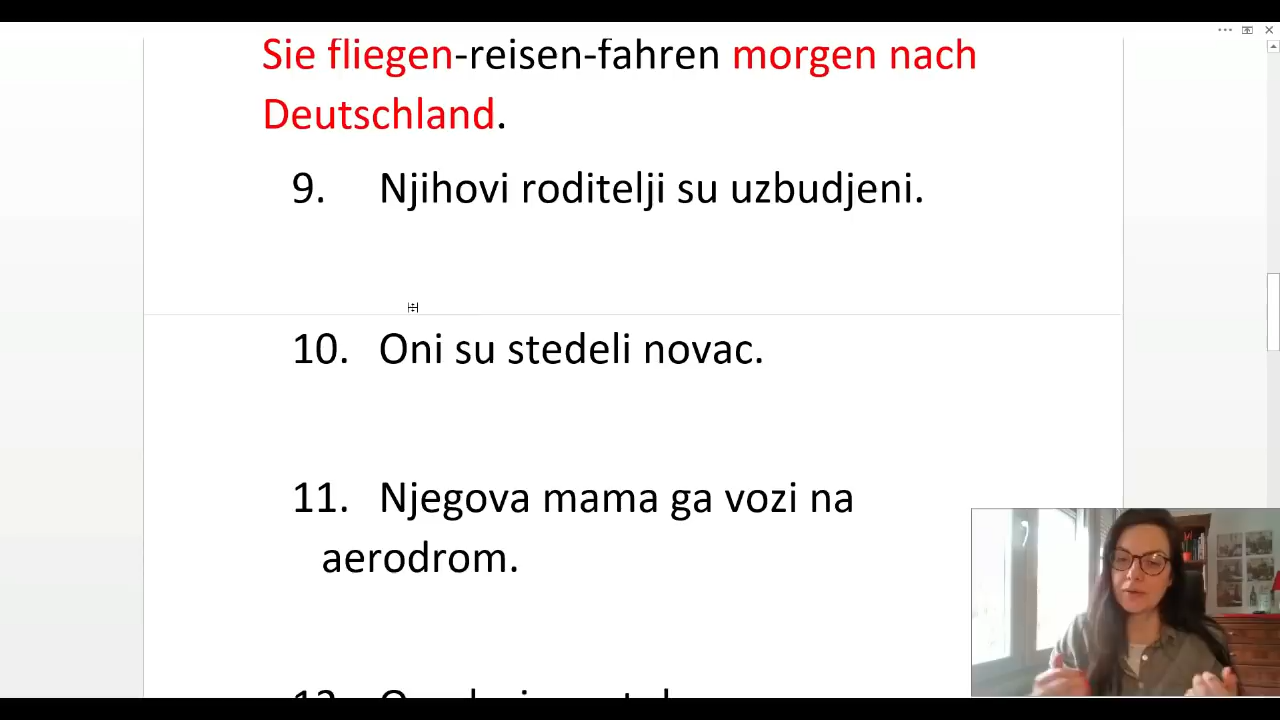 Sie fliegen-reisen-fahren morgen nach
Deutschland.
9. Njihovi roditelji su uzbudjeni.
10. Oni su stedeli novac.
11. Njegova mama ga vozi na
aerodrom.